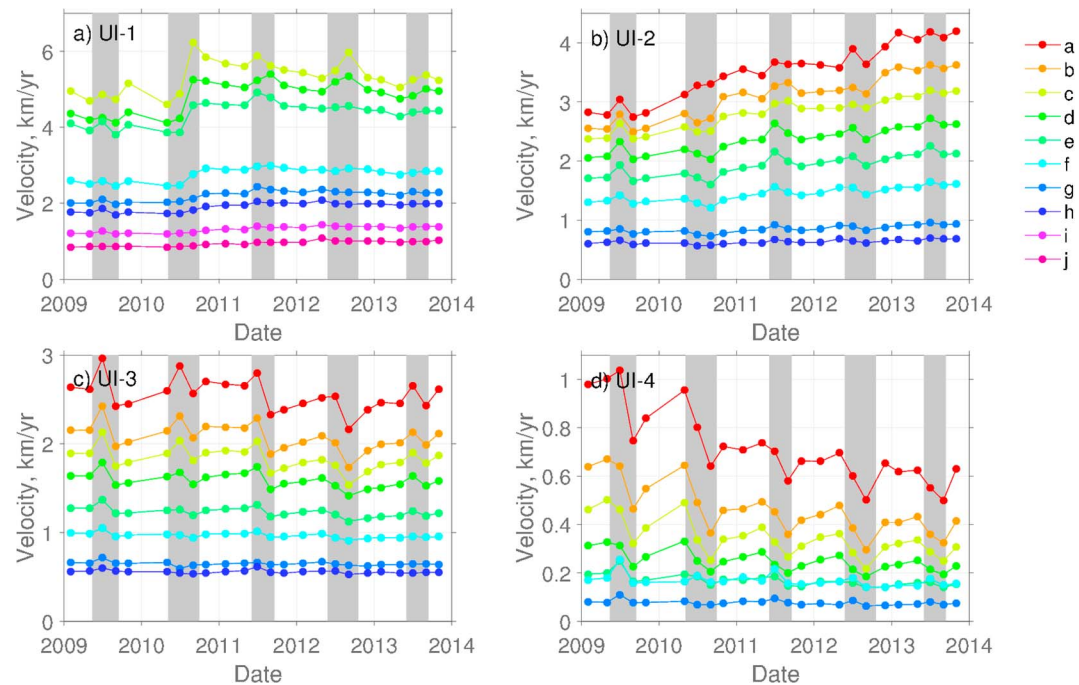 a) UI-1
Velocity, km/yr
6
4
2
0
2009 2010 2011 2012 2013 2014
Date
b) UI-2
Velocity, km/yr
4
3
2
1
0
2009 2010 2011 2012 2013 2014
Date
a
b
c
d
e
f
g
h
i
j
c) UI-3
Velocity, km/yr
3
2
1
0
2009 2010 2011 2012 2013 2014
Date
d) UI-4
Velocity, km/yr
1
0.8
0.6
0.4
0.2
0
2009 2010 2011 2012 2013 2014
Date